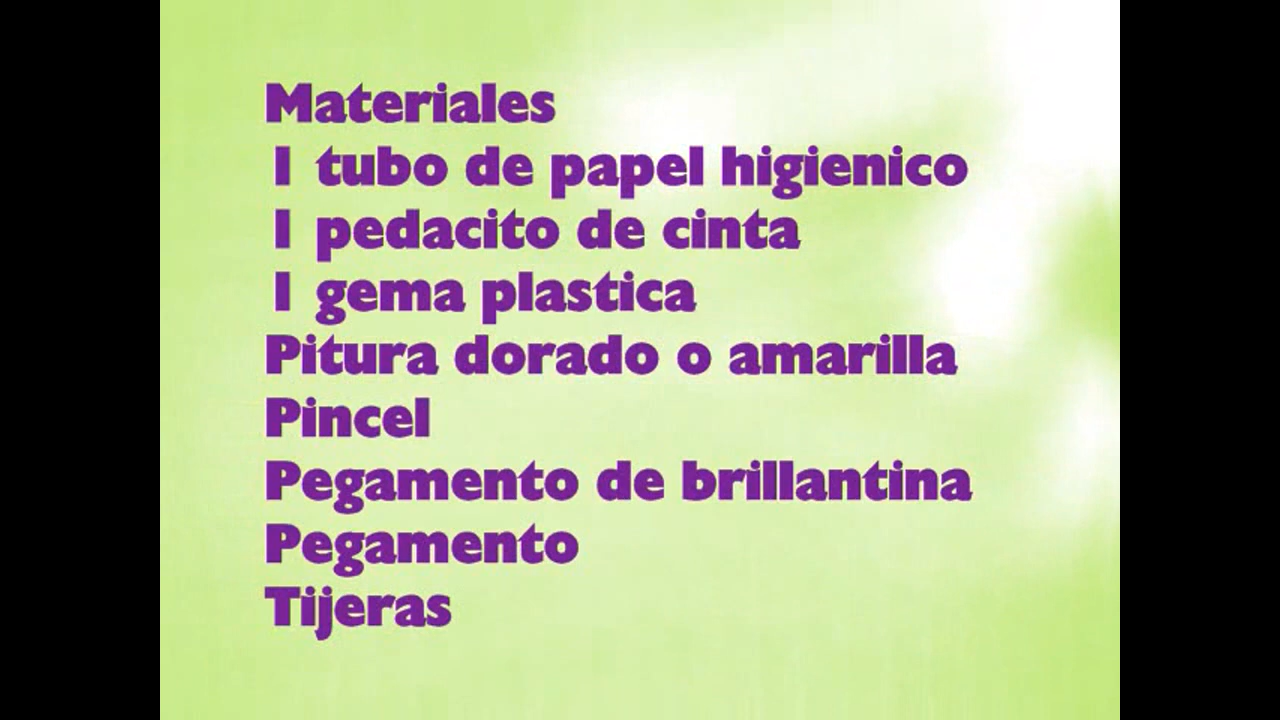 Materiales
1 tubo de papel higienico
1 pedacito de cinta
1 gema plastica
Pitura dorado o amarilla
Pincel
Pegamento de brillantina
Pegamento
Tijeras